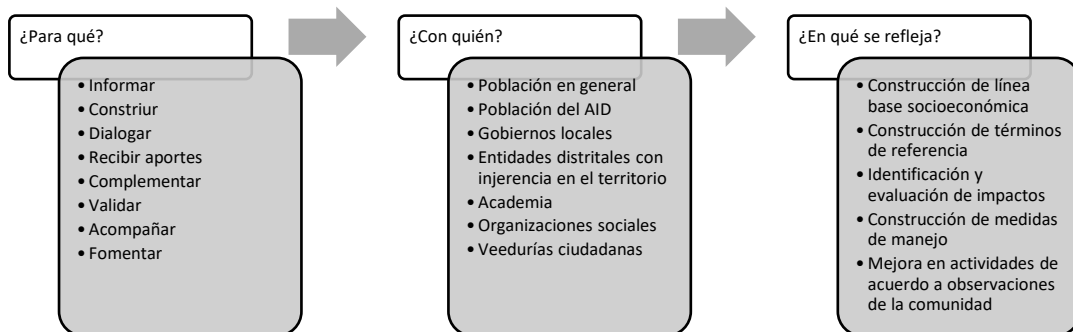 ¿Para qué?
• Informar
• Constriur
• Dialogar
• Recibir aportes
• Complementar
• Validar
• Acompañar
• Fomentar
¿Con quién?
• Población en general
• Población del AID
• Gobiernos locales
• Entidades distritales con
injerencia en el territorio
• Academia
• Organizaciones sociales
• Veedurías ciudadanas
¿En qué se refleja?
• Construcción de línea
base socioeconómica
• Construcción de términos
de referencia
• Identificación y
evaluación de impactos
• Construcción de medidas
de manejo
• Mejora en actividades de
acuerdo a observaciones
de la comunidad